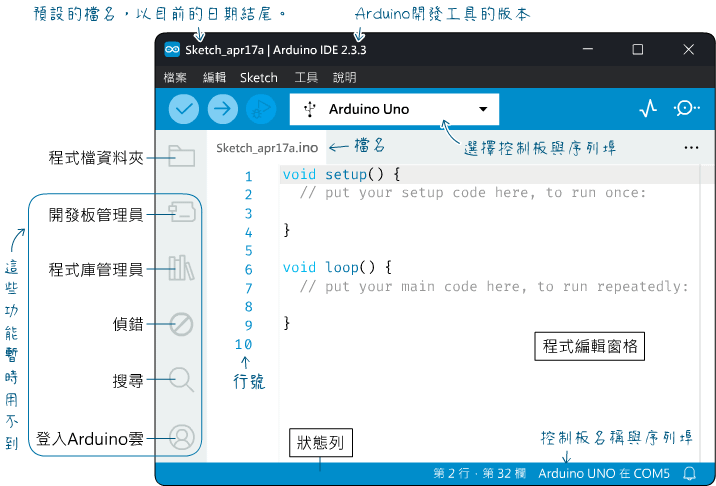 預設的檔名，以目前的日期結尾。
Arduino開發工具的版本
Sketch_apr17a | Arduino IDE 2.3.3
檔案 編輯 Sketch 工具 說明
Arduino Uno
Sketch_apr17a.ino
檔名
選擇控制板與序列埠
程式檔資料夾
開發板管理員
程式庫管理員
偵錯
搜尋
登入Arduino雲
這些功能暫時用不到
1 void setup() {
2 // put your setup code here, to run once:
3
4 }
5
6 void loop() {
7 // put your main code here, to run repeatedly:
8
9 }
10
行號
程式編輯窗格
狀態列
控制板名稱與序列埠
第 2 行，第 32 欄 Arduino UNO 在 COM5